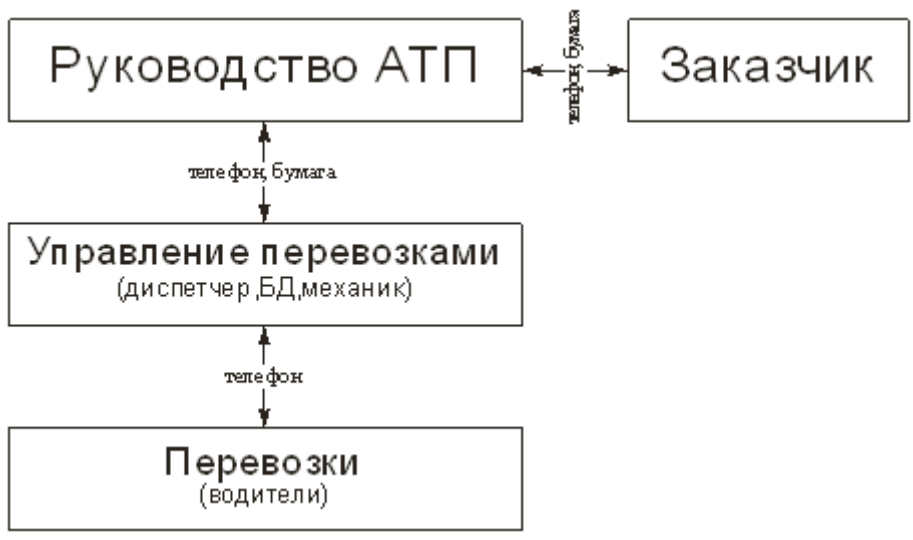 Руководство АТП
телефон, бумага
Заказчик
телефон, бумага
Управление перевозками
(диспетчер,БД,механик)
телефон
Перевозки
(водители)